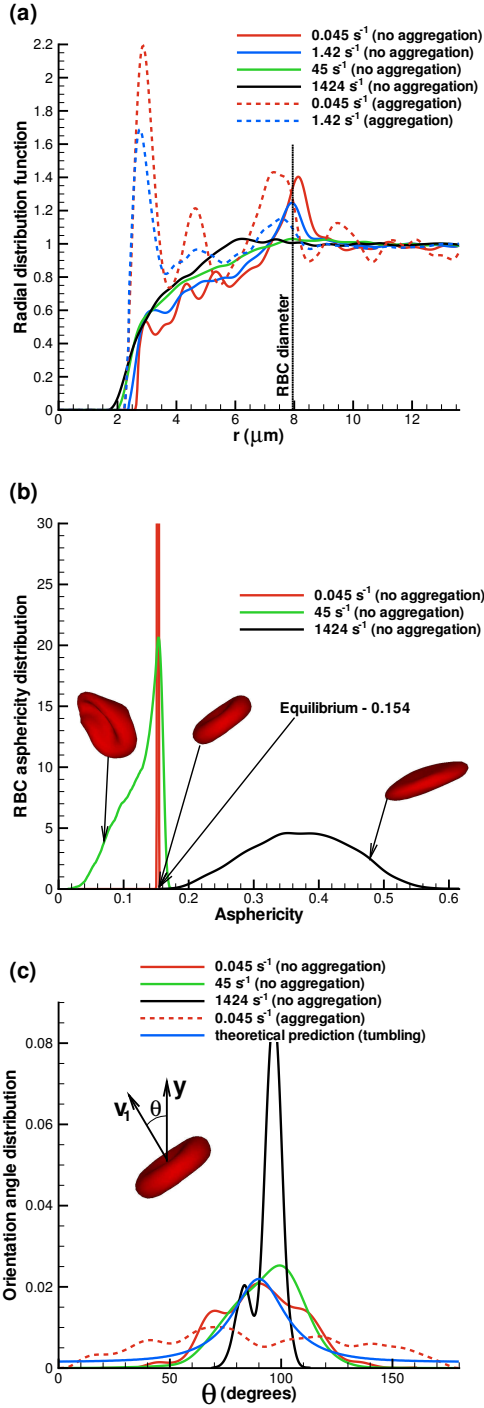 (a)
0.045 s⁻¹ (no aggregation)
1.42 s⁻¹ (no aggregation)
45 s⁻¹ (no aggregation)
1424 s⁻¹ (no aggregation)
0.045 s⁻¹ (aggregation)
1.42 s⁻¹ (aggregation)
Radial distribution function
2.2
2
1.8
1.6
1.4
1.2
1
0.8
0.6
0.4
0.2
0
RBC diameter
0 2 4 6 8 10 12
r (μm)
(b)
RBC asphericity distribution
30
25
20
15
10
5
0
0.045 s⁻¹ (no aggregation)
45 s⁻¹ (no aggregation)
1424 s⁻¹ (no aggregation)
Equilibrium - 0.154
0 0.1 0.2 0.3 0.4 0.5 0.6
Asphericity
(c)
0.045 s⁻¹ (no aggregation)
45 s⁻¹ (no aggregation)
1424 s⁻¹ (no aggregation)
0.045 s⁻¹ (aggregation)
theoretical prediction (tumbling)
Orientation angle distribution
0.08
0.06
0.04
0.02
0
v₁ θ y
50 100 150
θ (degrees)